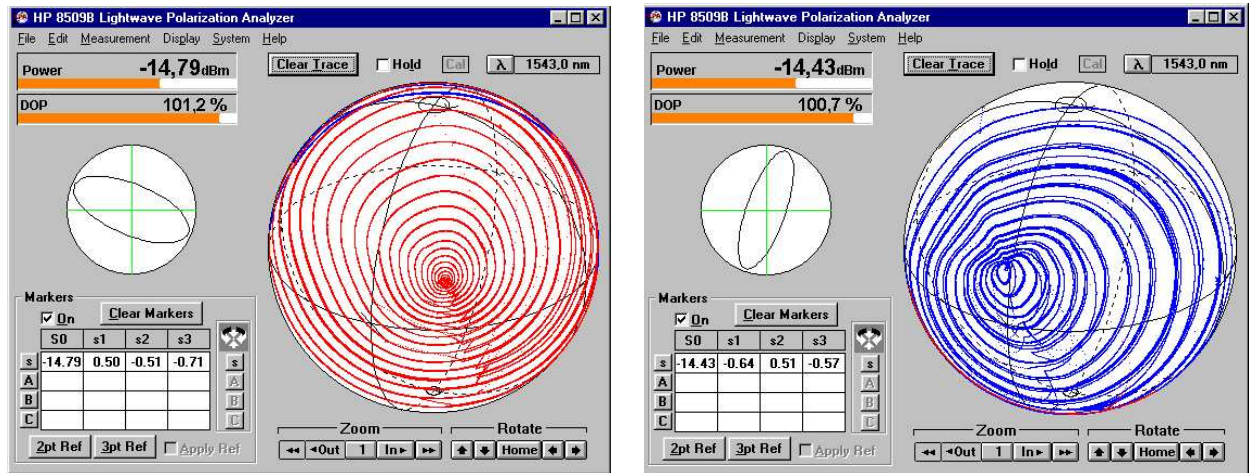 HP 8509B Lightwave Polarization Analyzer
File Edit Measurement Display System Help
Power -14,79dBm
Clear Trace Hold Cal λ 1543,0 nm
DOP 101,2 %
Markers
On Clear Markers
S0 s1 s2 s3
s -14.79 0.50 -0.51 -0.71 s
A A
B B
C C
2pt Ref 3pt Ref Apply Ref
Zoom Rotate
Out 1 In Home
HP 8509B Lightwave Polarization Analyzer
File Edit Measurement Display System Help
Power -14,43dBm
Clear Trace Hold Cal λ 1543,0 nm
DOP 100,7 %
Markers
On Clear Markers
S0 s1 s2 s3
s -14.43 -0.64 0.51 -0.57 s
A A
B B
C C
2pt Ref 3pt Ref Apply Ref
Zoom Rotate
Out 1 In Home